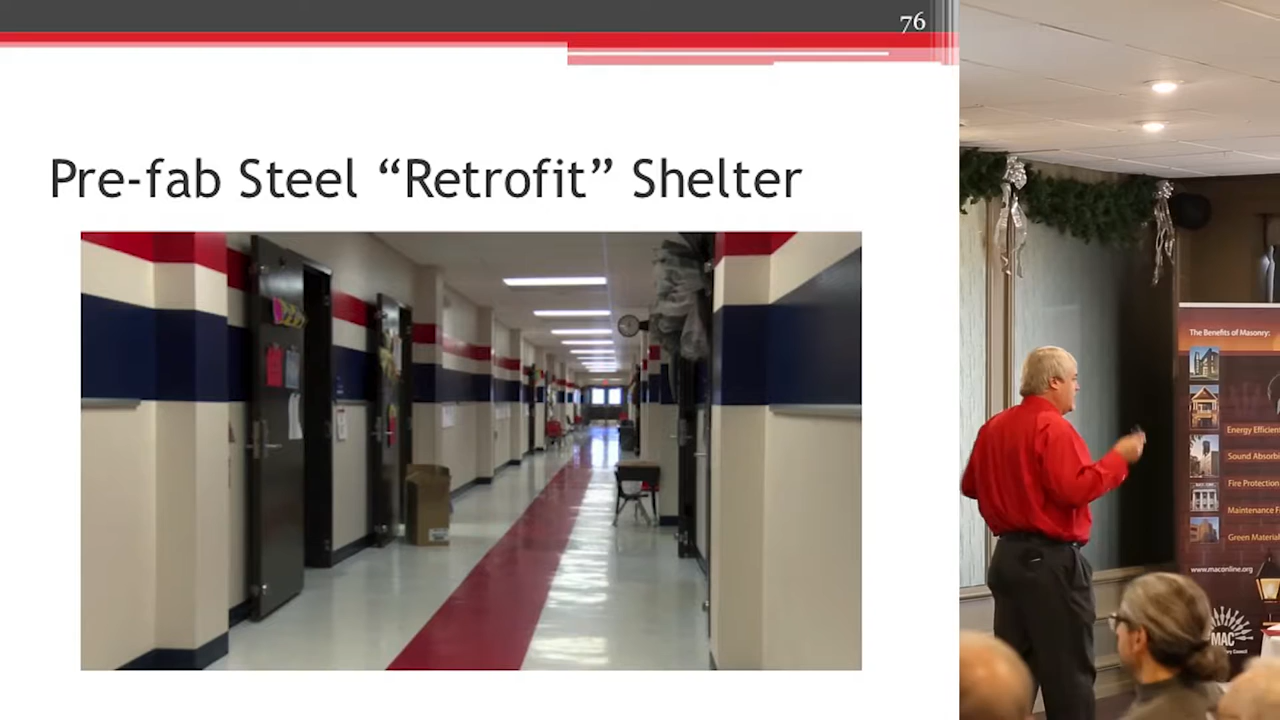 76
Pre-fab Steel “Retrofit” Shelter
The Benefits of Masonry:
Energy Efficient
Sound Absorbi
Fire Protection
Maintenance F
Green Material
www.maconline.org
MAC